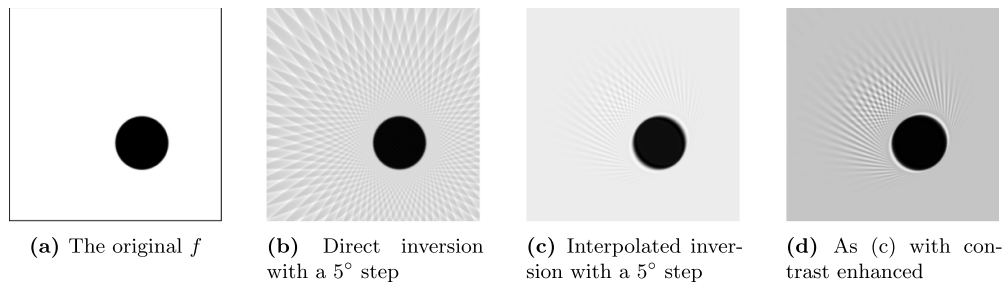 (a) The original f
(b) Direct inversion
with a 5° step
(c) Interpolated inver-
sion with a 5° step
(d) As (c) with con-
trast enhanced